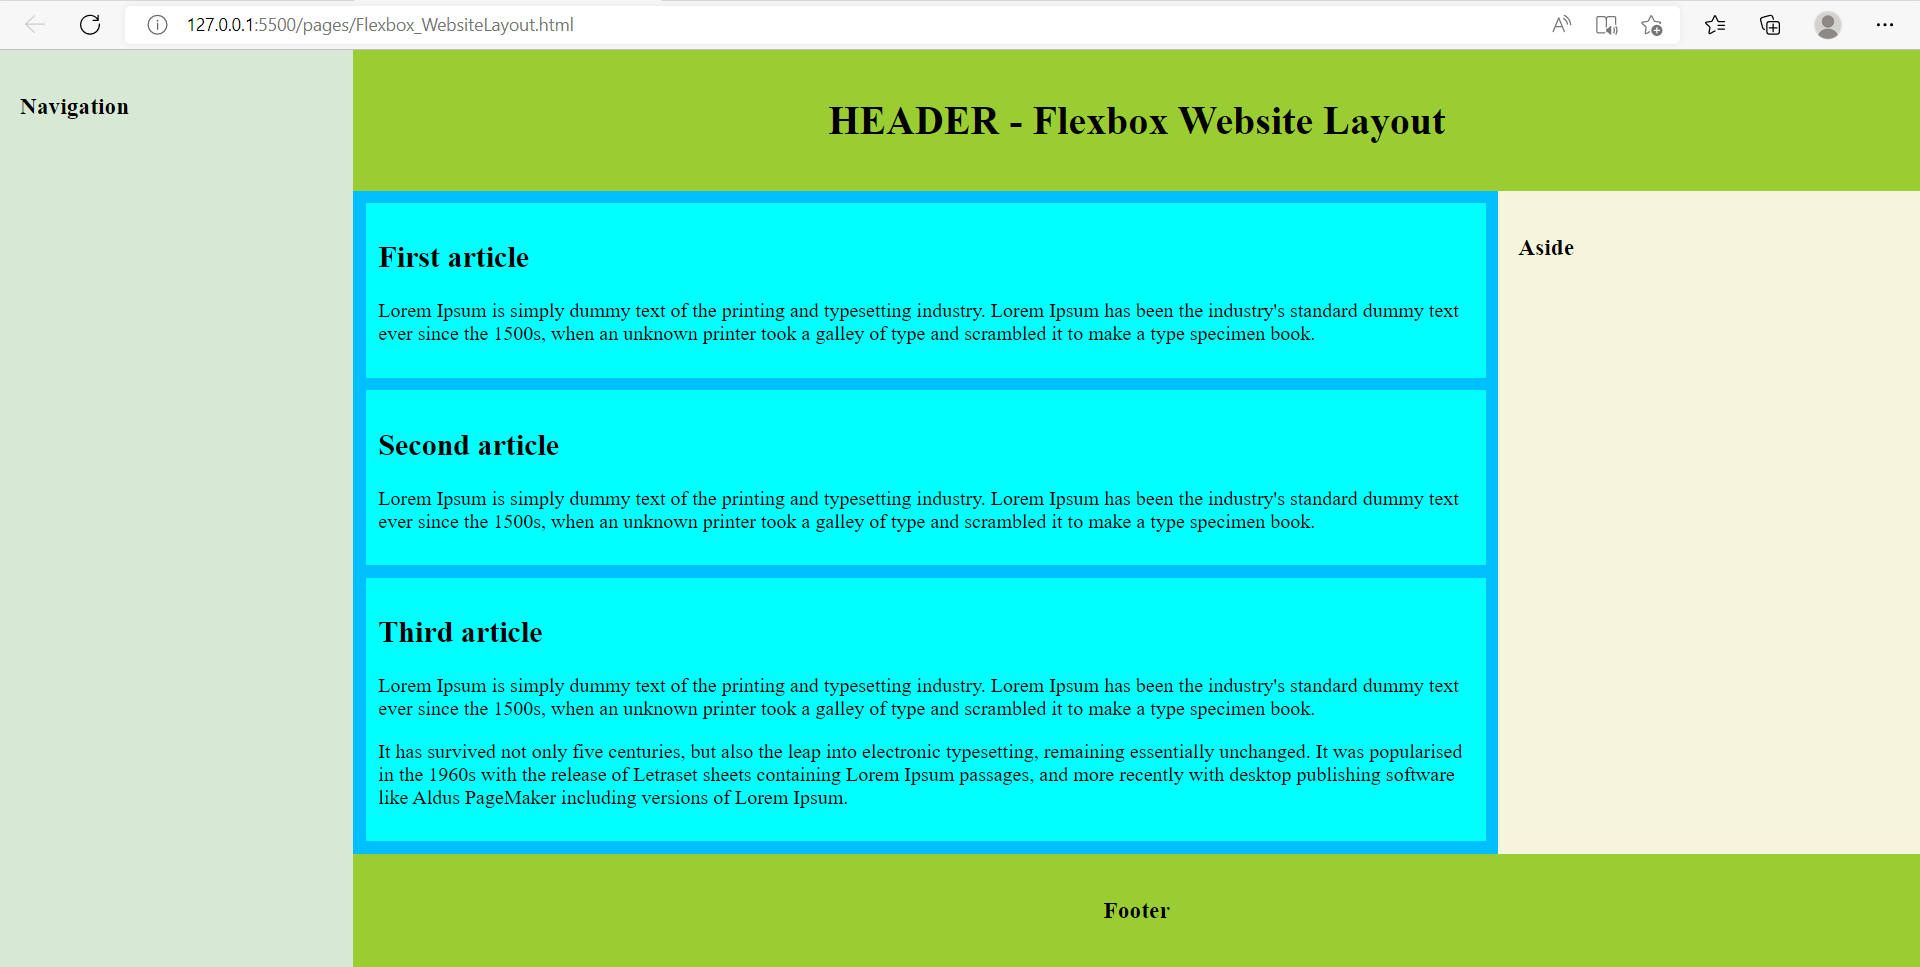 127.0.0.1:5500/pages/Flexbox_WebsiteLayout.html
Navigation
HEADER - Flexbox Website Layout
First article
Lorem Ipsum is simply dummy text of the printing and typesetting industry. Lorem Ipsum has been the industry's standard dummy text
ever since the 1500s, when an unknown printer took a galley of type and scrambled it to make a type specimen book.
Second article
Lorem Ipsum is simply dummy text of the printing and typesetting industry. Lorem Ipsum has been the industry's standard dummy text
ever since the 1500s, when an unknown printer took a galley of type and scrambled it to make a type specimen book.
Third article
Lorem Ipsum is simply dummy text of the printing and typesetting industry. Lorem Ipsum has been the industry's standard dummy text
ever since the 1500s, when an unknown printer took a galley of type and scrambled it to make a type specimen book.
It has survived not only five centuries, but also the leap into electronic typesetting, remaining essentially unchanged. It was popularised
in the 1960s with the release of Letraset sheets containing Lorem Ipsum passages, and more recently with desktop publishing software
like Aldus PageMaker including versions of Lorem Ipsum.
Aside
Footer